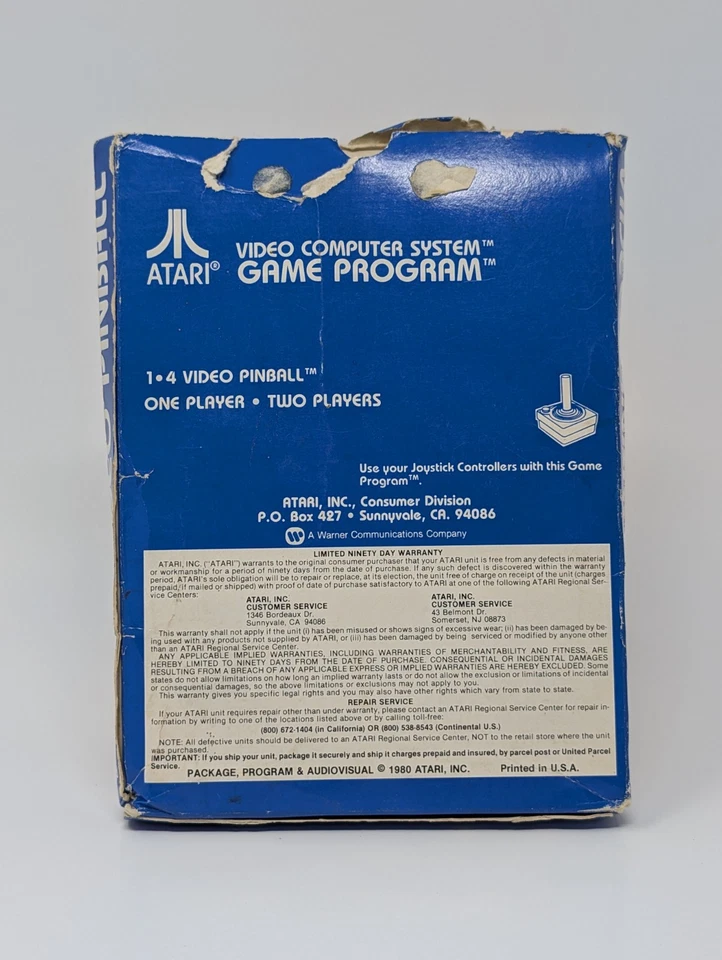 ATARI®
VIDEO COMPUTER SYSTEM™
GAME PROGRAM™
1•4 VIDEO PINBALL™
ONE PLAYER • TWO PLAYERS
Use your Joystick Controllers with this Game
Program™.
ATARI, INC., Consumer Division
P.O. Box 427 • Sunnyvale, CA. 94086
A Warner Communications Company
LIMITED NINETY DAY WARRANTY
ATARI, INC. ("ATARI") warrants to the original consumer purchaser that your ATARI unit is free from any defects in material
or workmanship for a period of ninety days from the date of purchase. If any such defect is discovered within the warranty
period, ATARI's sole obligation will be to repair or replace, at its election, the unit free of charge on receipt of the unit (charges
prepaid, if mailed or shipped) with proof of date of purchase satisfactory to ATARI at one of the following ATARI Regional Ser-
vice Centers:
ATARI, INC.
CUSTOMER SERVICE
1346 Bordeaux Dr.
Sunnyvale, CA 94086
ATARI, INC.
CUSTOMER SERVICE
43 Belmont Dr.
Somerset, NJ 08873
This warranty shall not apply if the unit (i) has been misused or shows signs of excessive wear; (ii) has been damaged by be-
ing used with any products not supplied by ATARI, or (iii) has been damaged by being serviced or modified by anyone other
than an ATARI Regional Service Center.
ANY APPLICABLE IMPLIED WARRANTIES, INCLUDING WARRANTIES OF MERCHANTABILITY AND FITNESS, ARE
HEREBY LIMITED TO NINETY DAYS FROM THE DATE OF PURCHASE. CONSEQUENTIAL OR INCIDENTAL DAMAGES
RESULTING FROM A BREACH OF ANY APPLICABLE EXPRESS OR IMPLIED WARRANTIES ARE HEREBY EXCLUDED. Some
states do not allow limitations on how long an implied warranty lasts or do not allow the exclusion or limitations of incidental
or consequential damages, so the above limitations or exclusions may not apply to you.
This warranty gives you specific legal rights and you may also have other rights which vary from state to state.
REPAIR SERVICE
If your ATARI unit requires repair other than under warranty, please contact an ATARI Regional Service Center for repair in-
formation by writing to one of the locations listed above or by calling toll-free:
(800) 672-1404 (in California) OR (800) 538-8543 (Continental U.S.)
NOTE: All defective units should be delivered to an ATARI Regional Service Center, NOT to the retail store where the unit
was purchased.
IMPORTANT: If you ship your unit, package it securely and ship it charges prepaid and insured, by parcel post or United Parcel
Service.
PACKAGE, PROGRAM & AUDIOVISUAL © 1980 ATARI, INC. Printed in U.S.A.